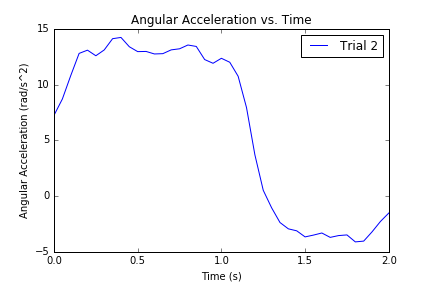 Angular Acceleration vs. Time
Trial 2
Angular Acceleration (rad/s^2)
15
10
5
0
−5
0.0 0.5 1.0 1.5 2.0
Time (s)